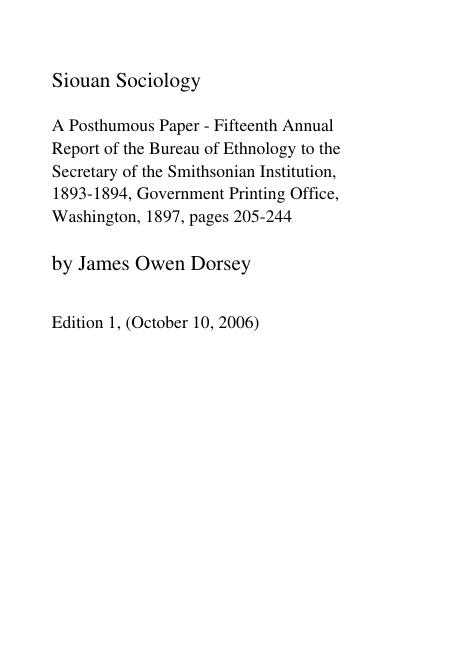 Siouan Sociology
A Posthumous Paper - Fifteenth Annual
Report of the Bureau of Ethnology to the
Secretary of the Smithsonian Institution,
1893-1894, Government Printing Office,
Washington, 1897, pages 205-244
by James Owen Dorsey
Edition 1, (October 10, 2006)